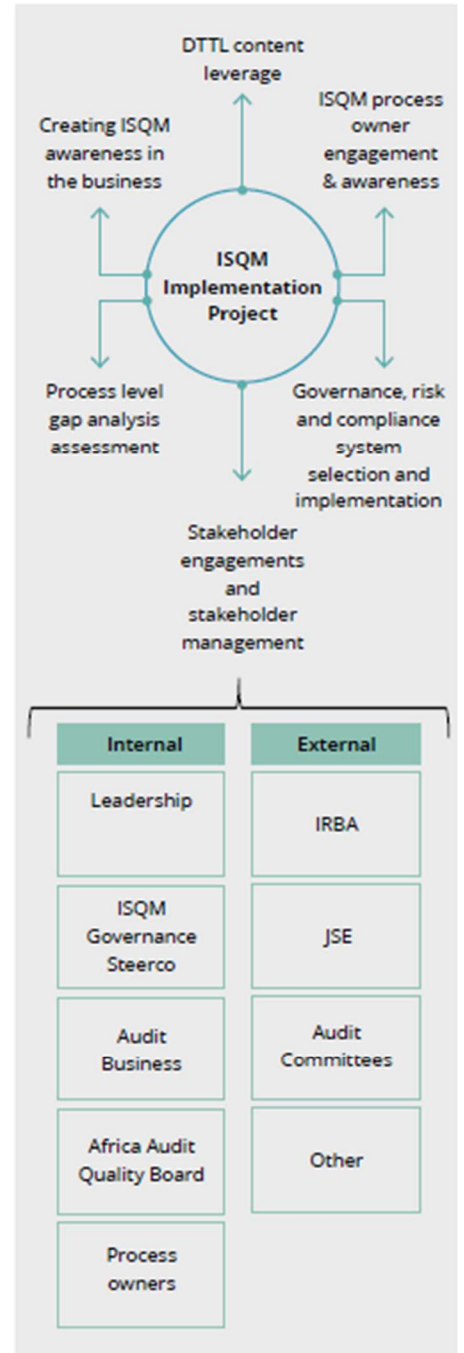 DTTL content
leverage
Creating ISQM
awareness in
the business
ISQM process
owner
engagement
& awareness
ISQM
Implementation
Project
Process level
gap analysis
assessment
Governance, risk
and compliance
system
selection and
implementation
Stakeholder
engagements
and
stakeholder
management
Internal
External
Leadership
IRBA
ISQM
Governance
Steerco
JSE
Audit
Business
Audit
Committees
Africa Audit
Quality Board
Other
Process
owners